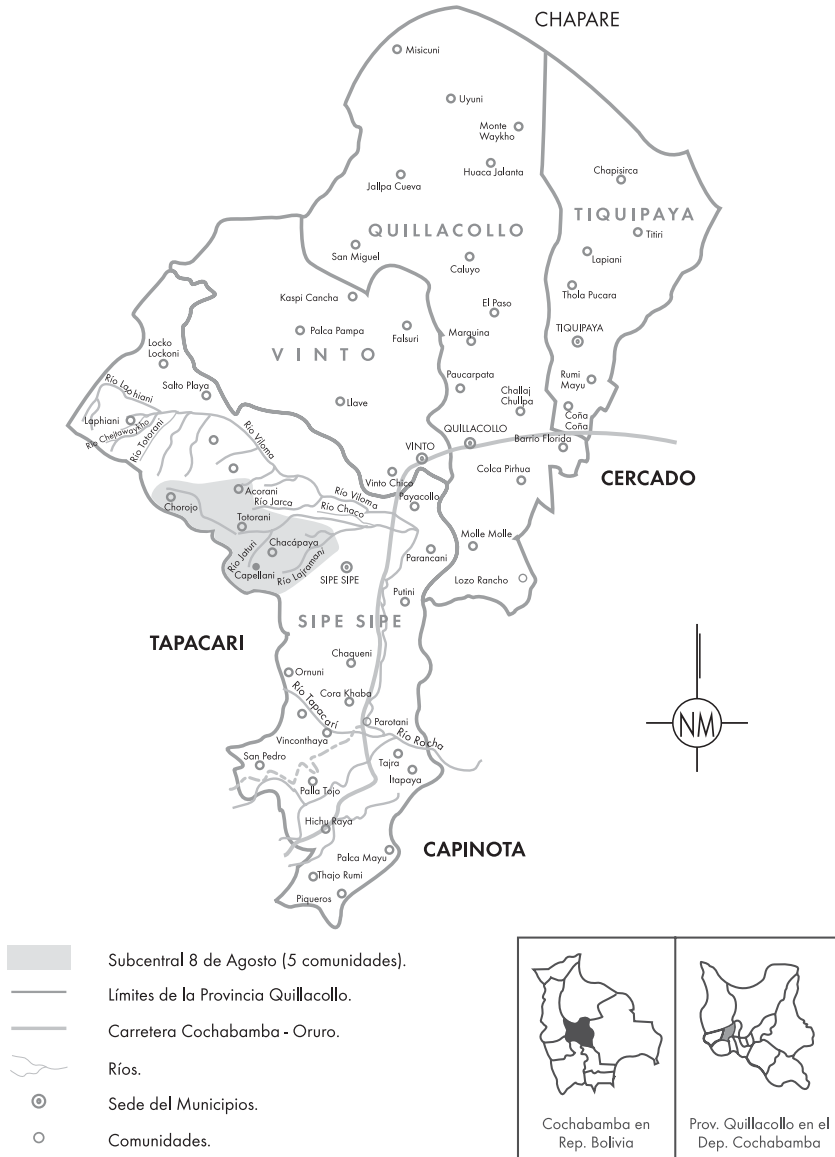 CHAPARE
Misicuni
Uyuni
Monte
Waykho
Huaca Jalanta
Jallpa Cueva
Chapisirca
QUILLACOLLO
TIQUIPAYA
Titiri
San Miguel
Caluyo
Lapiani
Thola Pucara
Kaspi Cancha
El Paso
Palca Pampa
Falsuri
Marquina
TIQUIPAYA
VINTO
Locko
Lockoni
Salto Playa
Paucarpata
Challaj
Chullpa
Rumi
Mayu
Llave
Coña
Coña
Río Laphiani
Laphiani
Río Chejtawaykho
Río Totorani
Río Viloma
VINTO
QUILLACOLLO
Barrio Florida
Vinto Chico
Colca Pirhua
CERCADO
Acorani
Chorojo
Río Jarca
Río Viloma
Río Chaco
Payacollo
Totorani
Chacápaya
Río Jaturi
Capellani
Río Lajramani
SIPE SIPE
Parancani
Molle Molle
Lozo Rancho
Putini
SIPE SIPE
TAPACARI
Chaqueni
Ornuni
Río Tapacarí
Cora Khaba
Parotani
Río Rocha
Vinconthaya
San Pedro
Tajra
Itapaya
Palla Tojo
Hichu Raya
Palca Mayu
CAPINOTA
Thajo Rumi
Piqueros
NM
Subcentral 8 de Agosto (5 comunidades).
Límites de la Provincia Quillacollo.
Carretera Cochabamba - Oruro.
Ríos.
Sede del Municipios.
Comunidades.
Cochabamba en
Rep. Bolivia
Prov. Quillacollo en el
Dep. Cochabamba